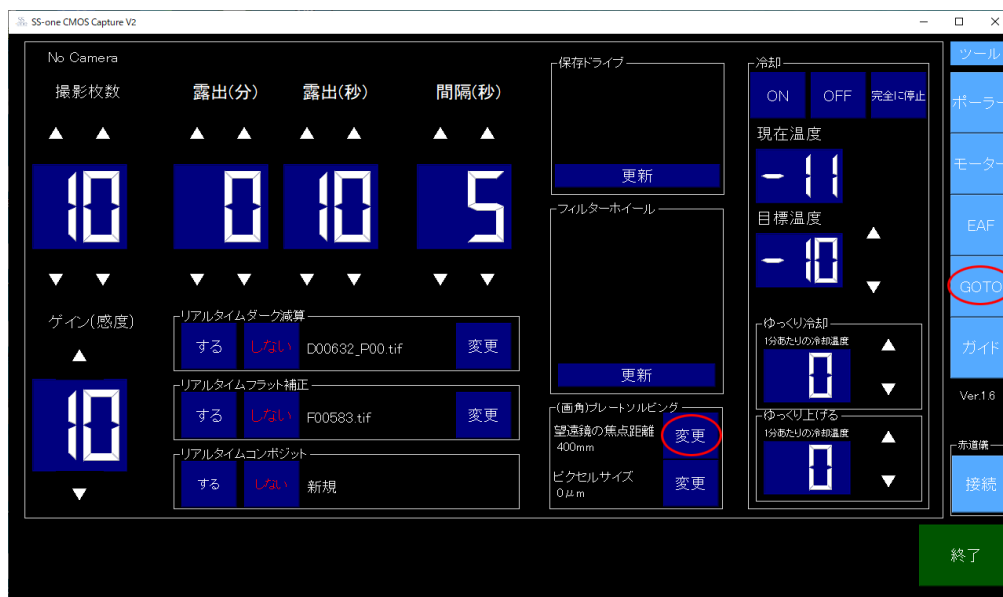 SS-one CMOS Capture V2
No Camera
撮影枚数
露出(分)
露出(秒)
間隔(秒)
10
0
10
5
ゲイン(感度)
10
リアルタイムダーク減算
する
しない
D00632_P00.tif
変更
リアルタイムフラット補正
する
しない
F00583.tif
変更
リアルタイムコンポジット
する
しない
新規
保存ドライブ
更新
フィルターホイール
更新
(画角)プレートソルビング
望遠鏡の焦点距離
400mm
変更
ピクセルサイズ
0μm
変更
冷却
ON
OFF
完全に停止
現在温度
-11
目標温度
-10
ゆっくり冷却
1分あたりの冷却温度
0
ゆっくり上げる
1分あたりの冷却温度
0
ツール
ポーラー
モーター
EAF
GOTO
ガイド
Ver.1.6
赤道儀
接続
終了